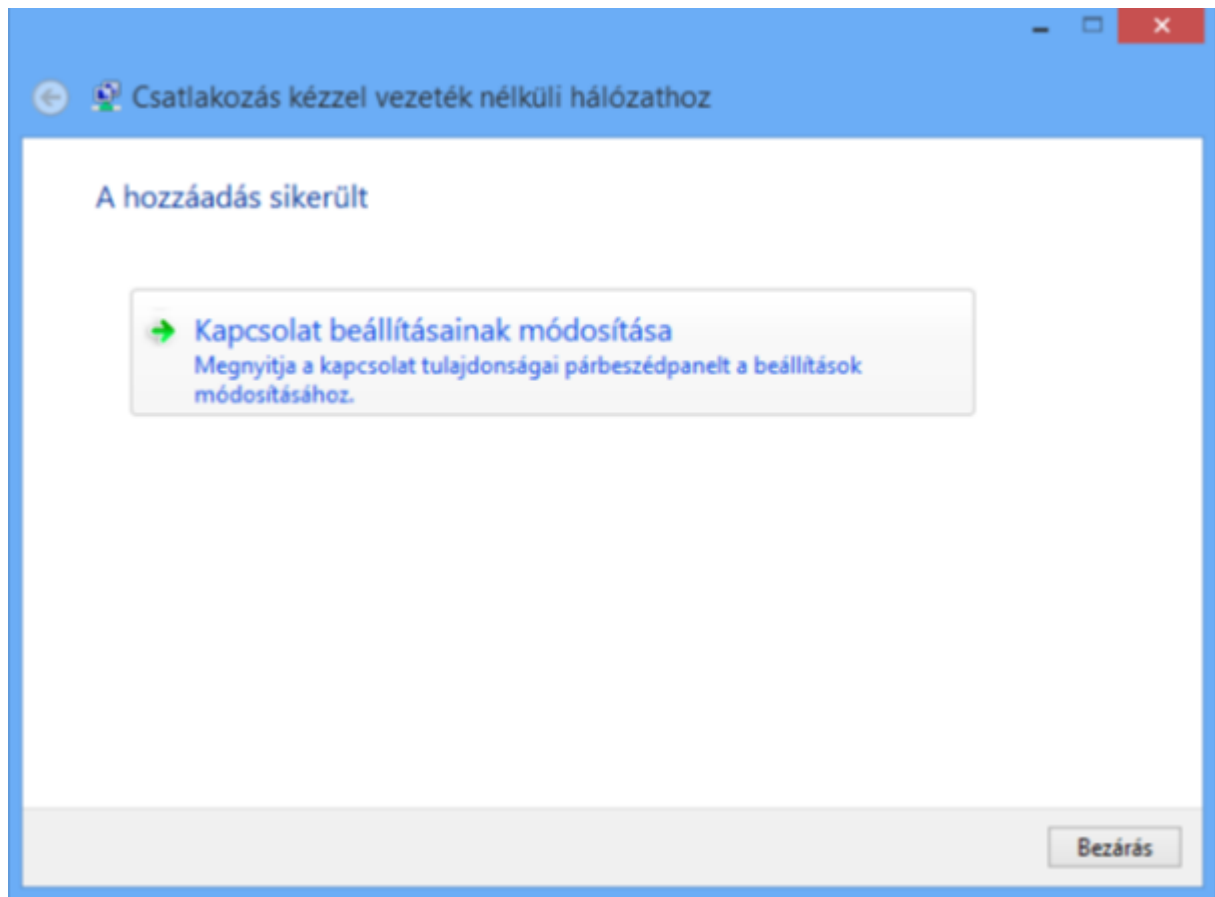 Csatlakozás kézzel vezeték nélküli hálózathoz
A hozzáadás sikerült
Kapcsolat beállításainak módosítása
Megnyitja a kapcsolat tulajdonságai párbeszédpanelt a beállítások
módosításához.
Bezárás